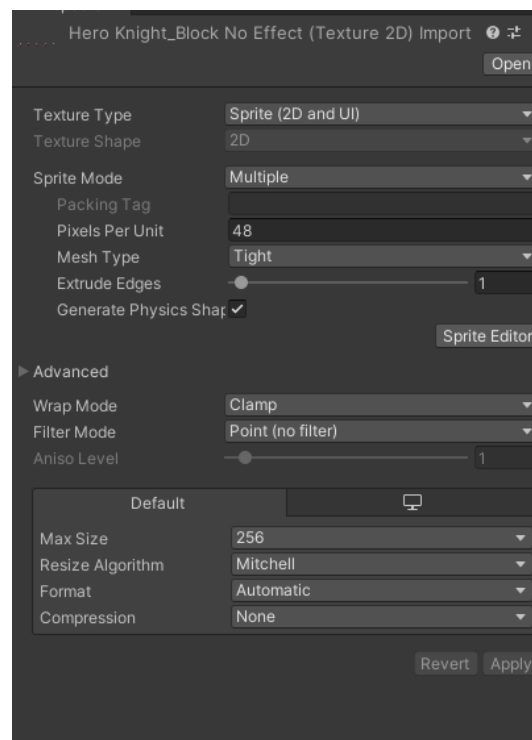 Hero Knight_Block No Effect (Texture 2D) Import
Open
Texture Type Sprite (2D and UI)
Texture Shape 2D
Sprite Mode Multiple
Packing Tag
Pixels Per Unit 48
Mesh Type Tight
Extrude Edges 1
Generate Physics Shap
Sprite Editor
Advanced
Wrap Mode Clamp
Filter Mode Point (no filter)
Aniso Level 1
Default
Max Size 256
Resize Algorithm Mitchell
Format Automatic
Compression None
Revert Apply